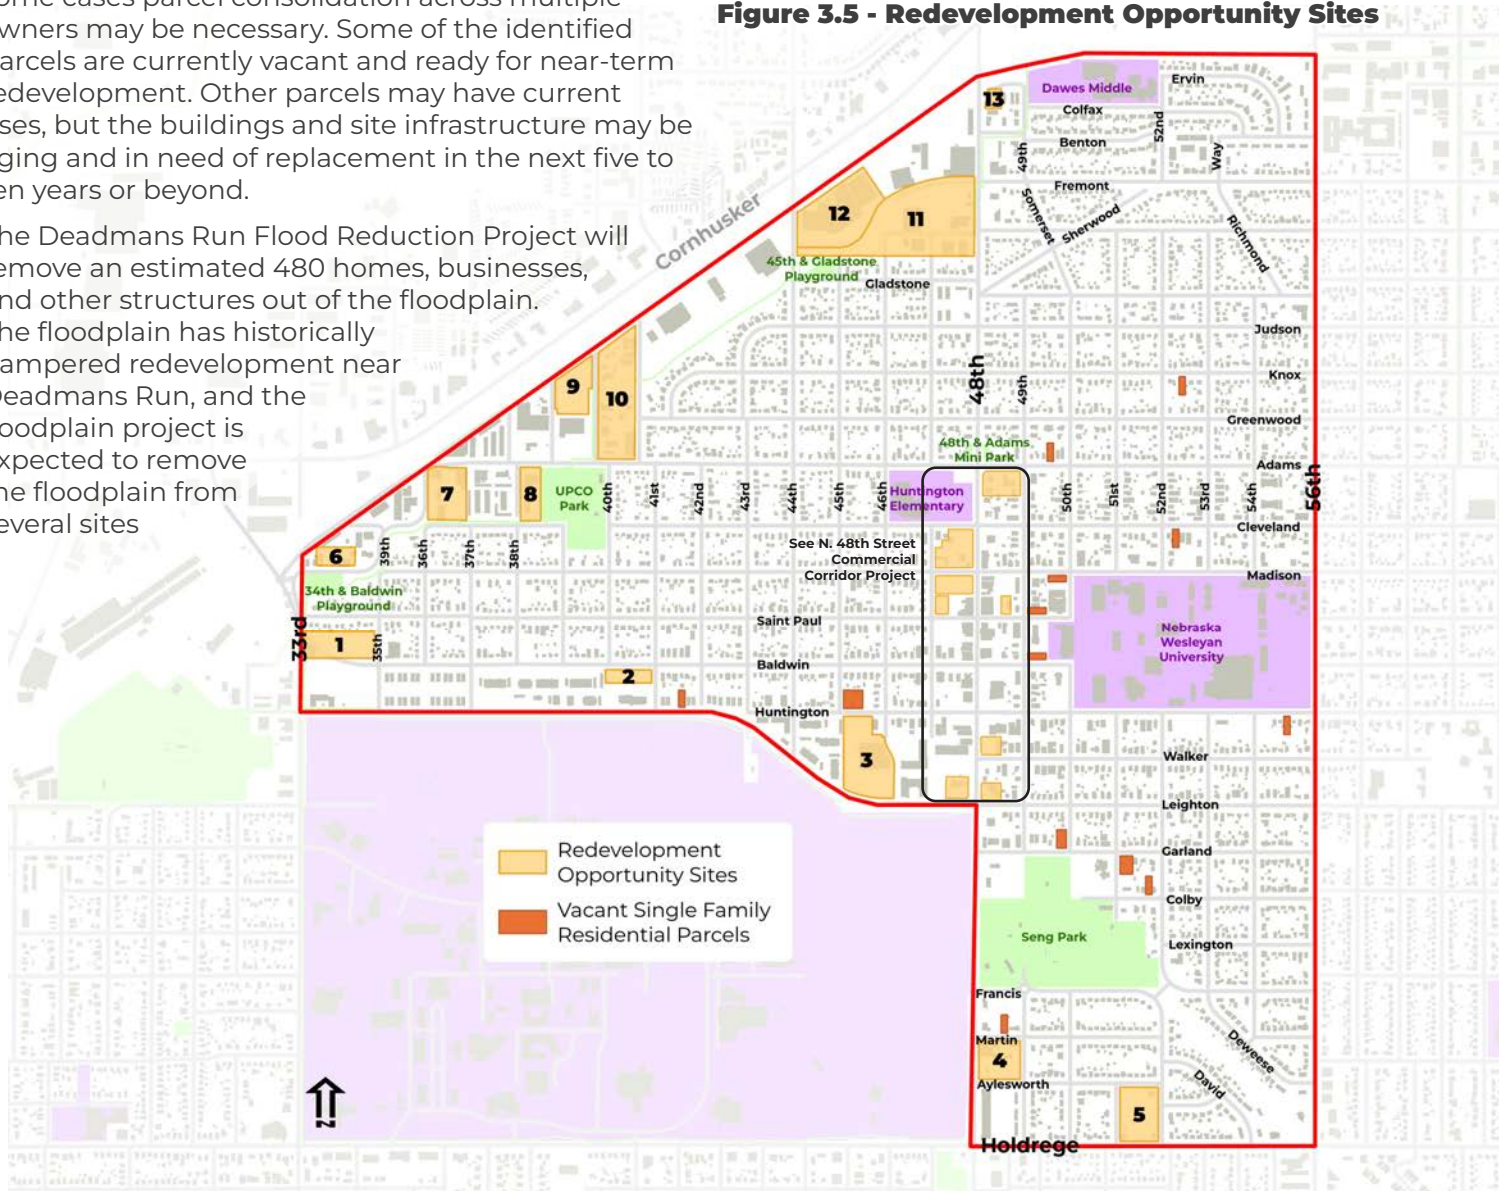 ome cases parcel consolidation across multiple
wners may be necessary. Some of the identified
arcels are currently vacant and ready for near-term
edevelopment. Other parcels may have current
ses, but the buildings and site infrastructure may be
ging and in need of replacement in the next five to
en years or beyond.
he Deadmans Run Flood Reduction Project will
emove an estimated 480 homes, businesses,
nd other structures out of the floodplain.
he floodplain has historically
ampered redevelopment near
Deadmans Run, and the
oodplain project is
xpected to remove
he floodplain from
everal sites
Figure 3.5 - Redevelopment Opportunity Sites
Dawes Middle
Ervin
13
Colfax
52nd
Benton
49th
Way
Fremont
Somerset
Sherwood
Richmond
12
11
Cornhusker
45th & Gladstone
Playground
Gladstone
Judson
48th
49th
Knox
9
10
Greenwood
48th & Adams
Mini Park
Adams
56th
7
8
UPCO
Park
40th
41st
42nd
43rd
44th
45th
46th
Huntington
Elementary
50th
51st
52nd
53rd
54th
Cleveland
6
39th
36th
37th
38th
See N. 48th Street
Commercial
Corridor Project
Madison
34th & Baldwin
Playground
33rd
1
35th
Saint Paul
Nebraska
Wesleyan
University
Baldwin
2
Huntington
3
Walker
Leighton
Redevelopment
Opportunity Sites
Vacant Single Family
Residential Parcels
Garland
Colby
Seng Park
Lexington
Francis
Martin
4
Deweese
Aylesworth
David
5
N
Holdrege